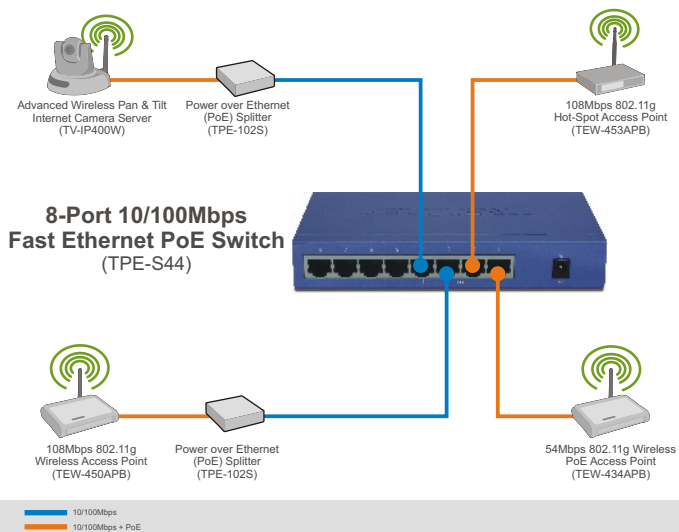 Advanced Wireless Pan & Tilt
Internet Camera Server
(TV-IP400W)
Power over Ethernet
(PoE) Splitter
(TPE-102S)
108Mbps 802.11g
Hot-Spot Access Point
(TEW-453APB)
8-Port 10/100Mbps
Fast Ethernet PoE Switch
(TPE-S44)
108Mbps 802.11g
Wireless Access Point
(TEW-450APB)
Power over Ethernet
(PoE) Splitter
(TPE-102S)
54Mbps 802.11g Wireless
PoE Access Point
(TEW-434APB)
10/100Mbps
10/100Mbps + PoE